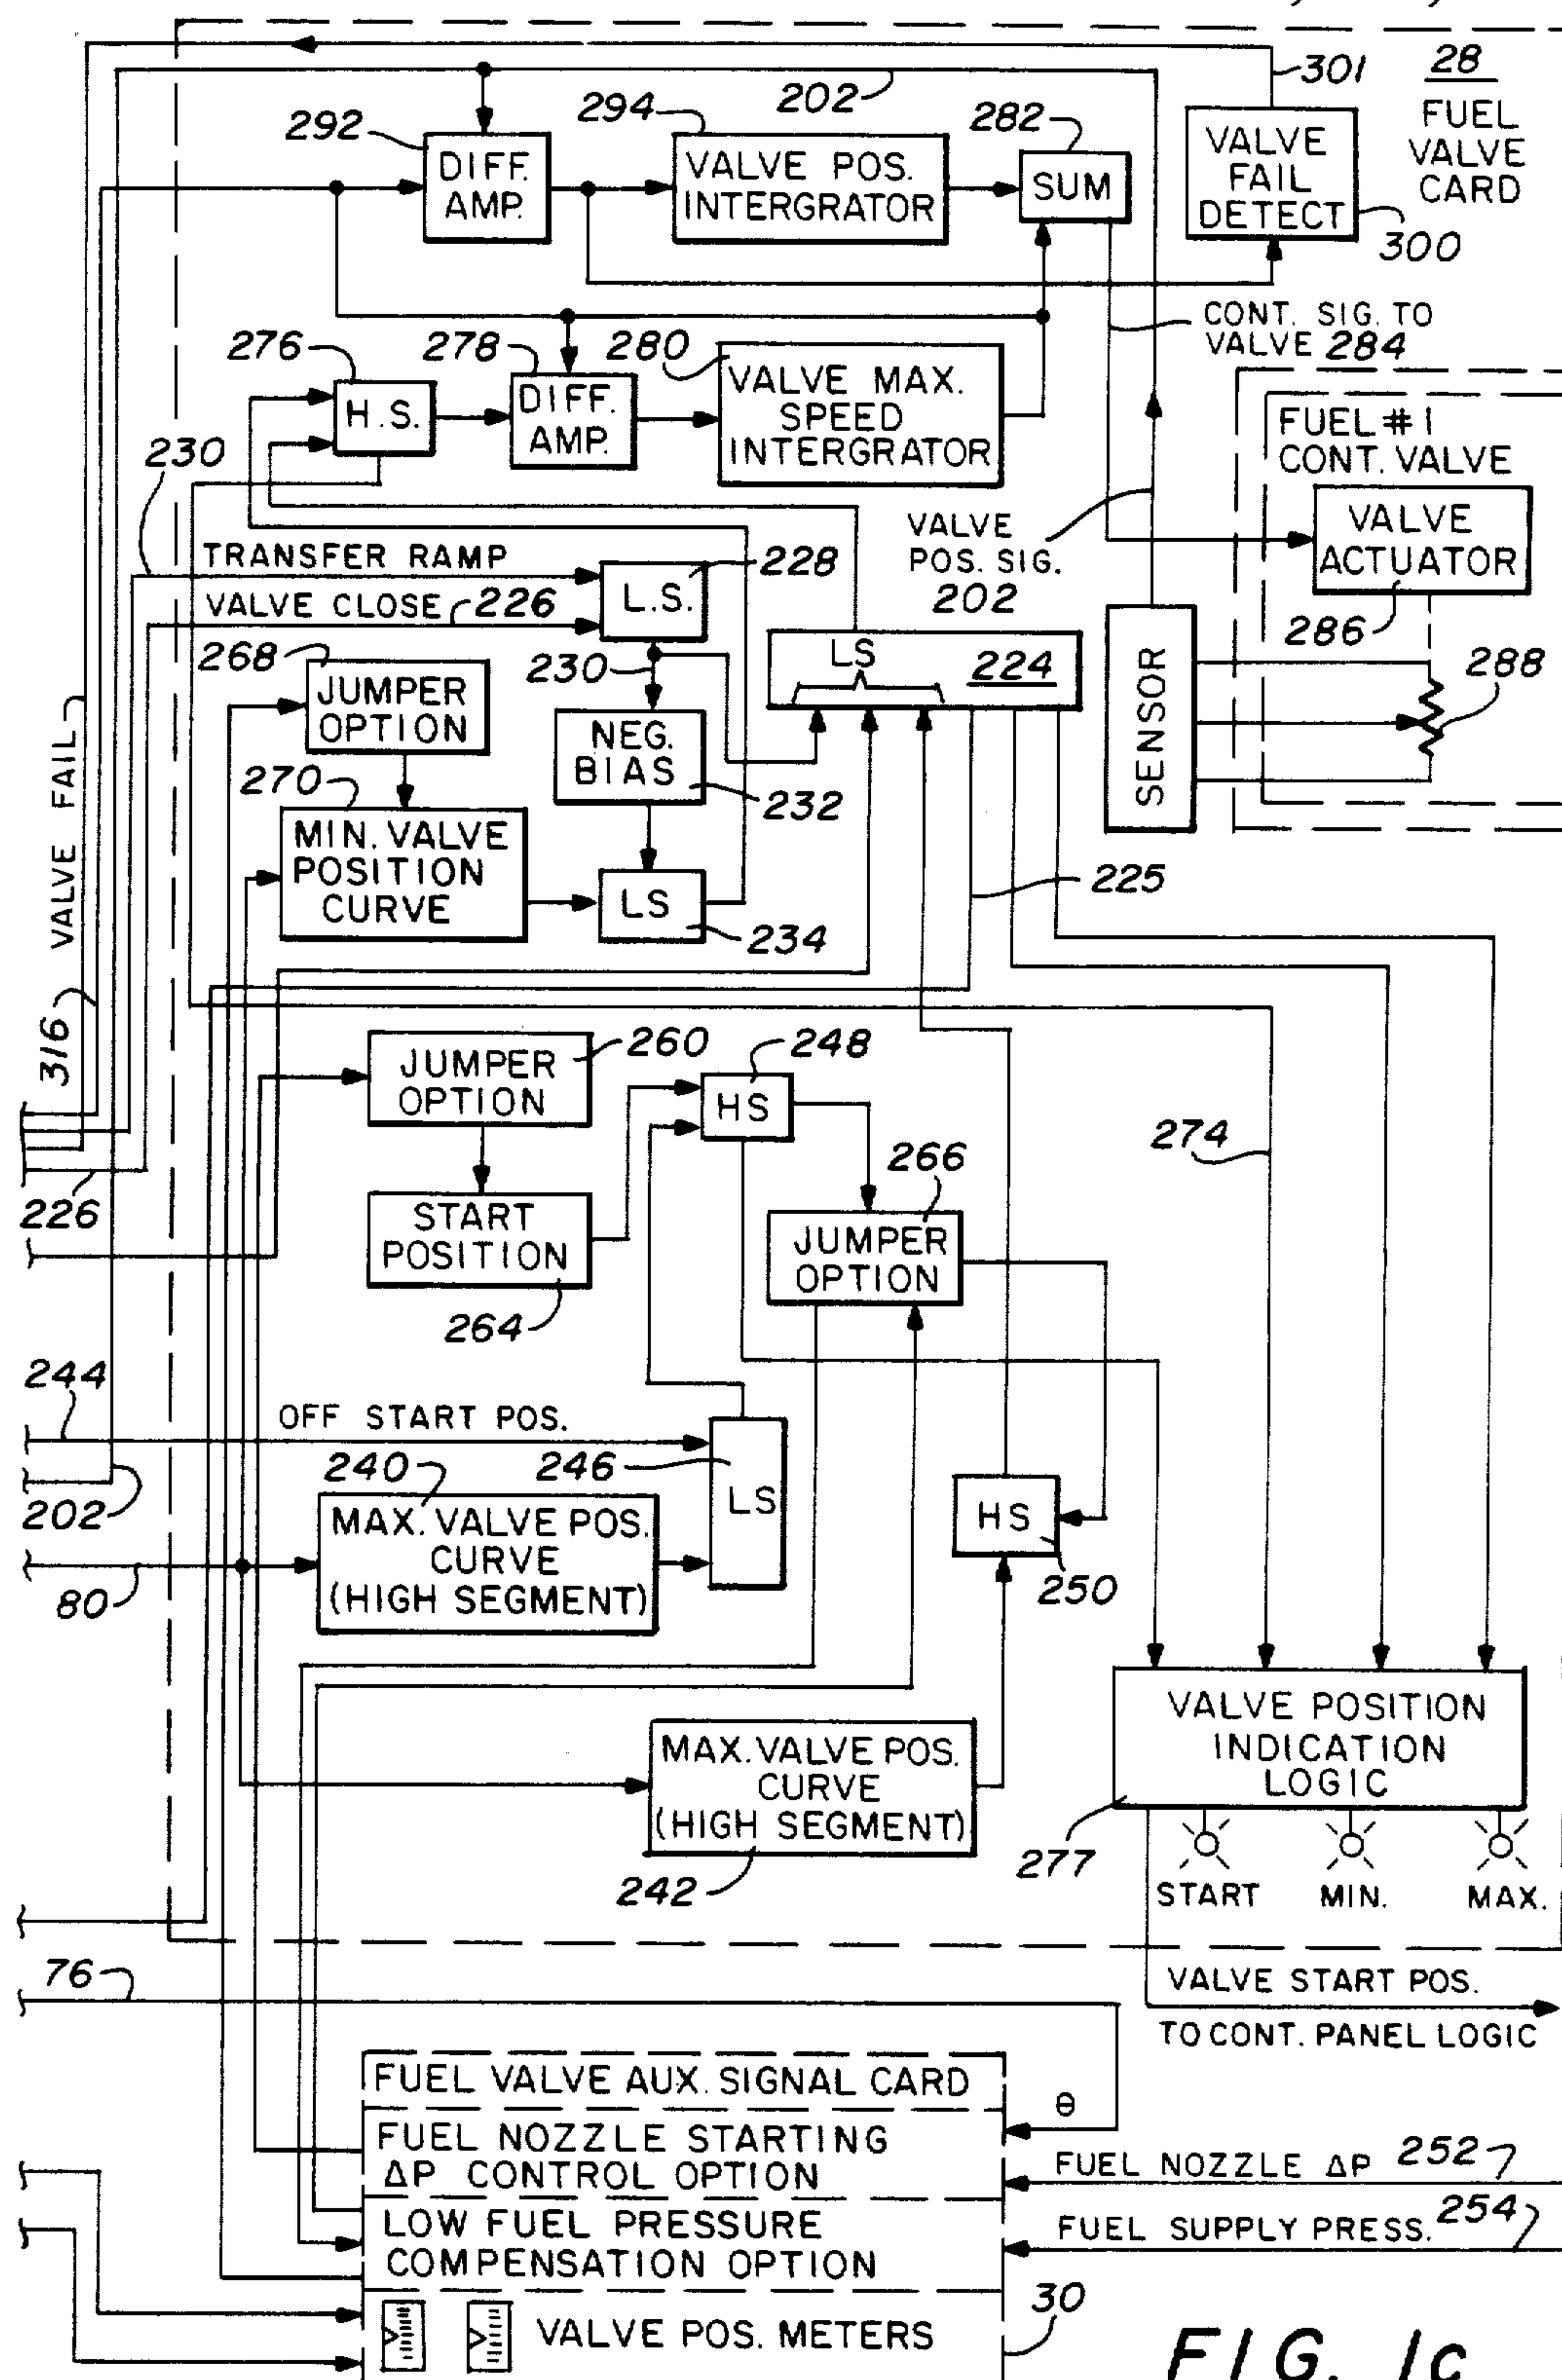 301
28
FUEL
VALVE
CARD
202
292
294
282
DIFF.
AMP.
VALVE POS.
INTERGRATOR
SUM
VALVE
FAIL
DETECT
300
CONT. SIG. TO
VALVE 284
276
278
280
H.S.
DIFF.
AMP.
VALVE MAX.
SPEED
INTERGRATOR
FUEL #1
CONT. VALVE
VALVE
ACTUATOR
286
288
230
TRANSFER RAMP
VALVE CLOSE 226
L.S.
228
VALVE
POS. SIG.
202
268
JUMPER
OPTION
230
LS
224
SENSOR
NEG.
BIAS
232
270
MIN. VALVE
POSITION
CURVE
LS
234
225
VALVE FAIL
316
JUMPER
OPTION
260
HS
248
274
226
START
POSITION
264
266
JUMPER
OPTION
244
OFF START POS.
202
240
246
LS
MAX. VALVE POS.
CURVE
(HIGH SEGMENT)
80
HS
250
MAX. VALVE POS.
CURVE
(HIGH SEGMENT)
242
VALVE POSITION
INDICATION
LOGIC
277
START
MIN.
MAX.
76
VALVE START POS.
TO CONT. PANEL LOGIC
FUEL VALVE AUX. SIGNAL CARD
θ
FUEL NOZZLE STARTING
ΔP CONTROL OPTION
FUEL NOZZLE ΔP 252
LOW FUEL PRESSURE
COMPENSATION OPTION
FUEL SUPPLY PRESS. 254
VALVE POS. METERS
30
FIG. 1c